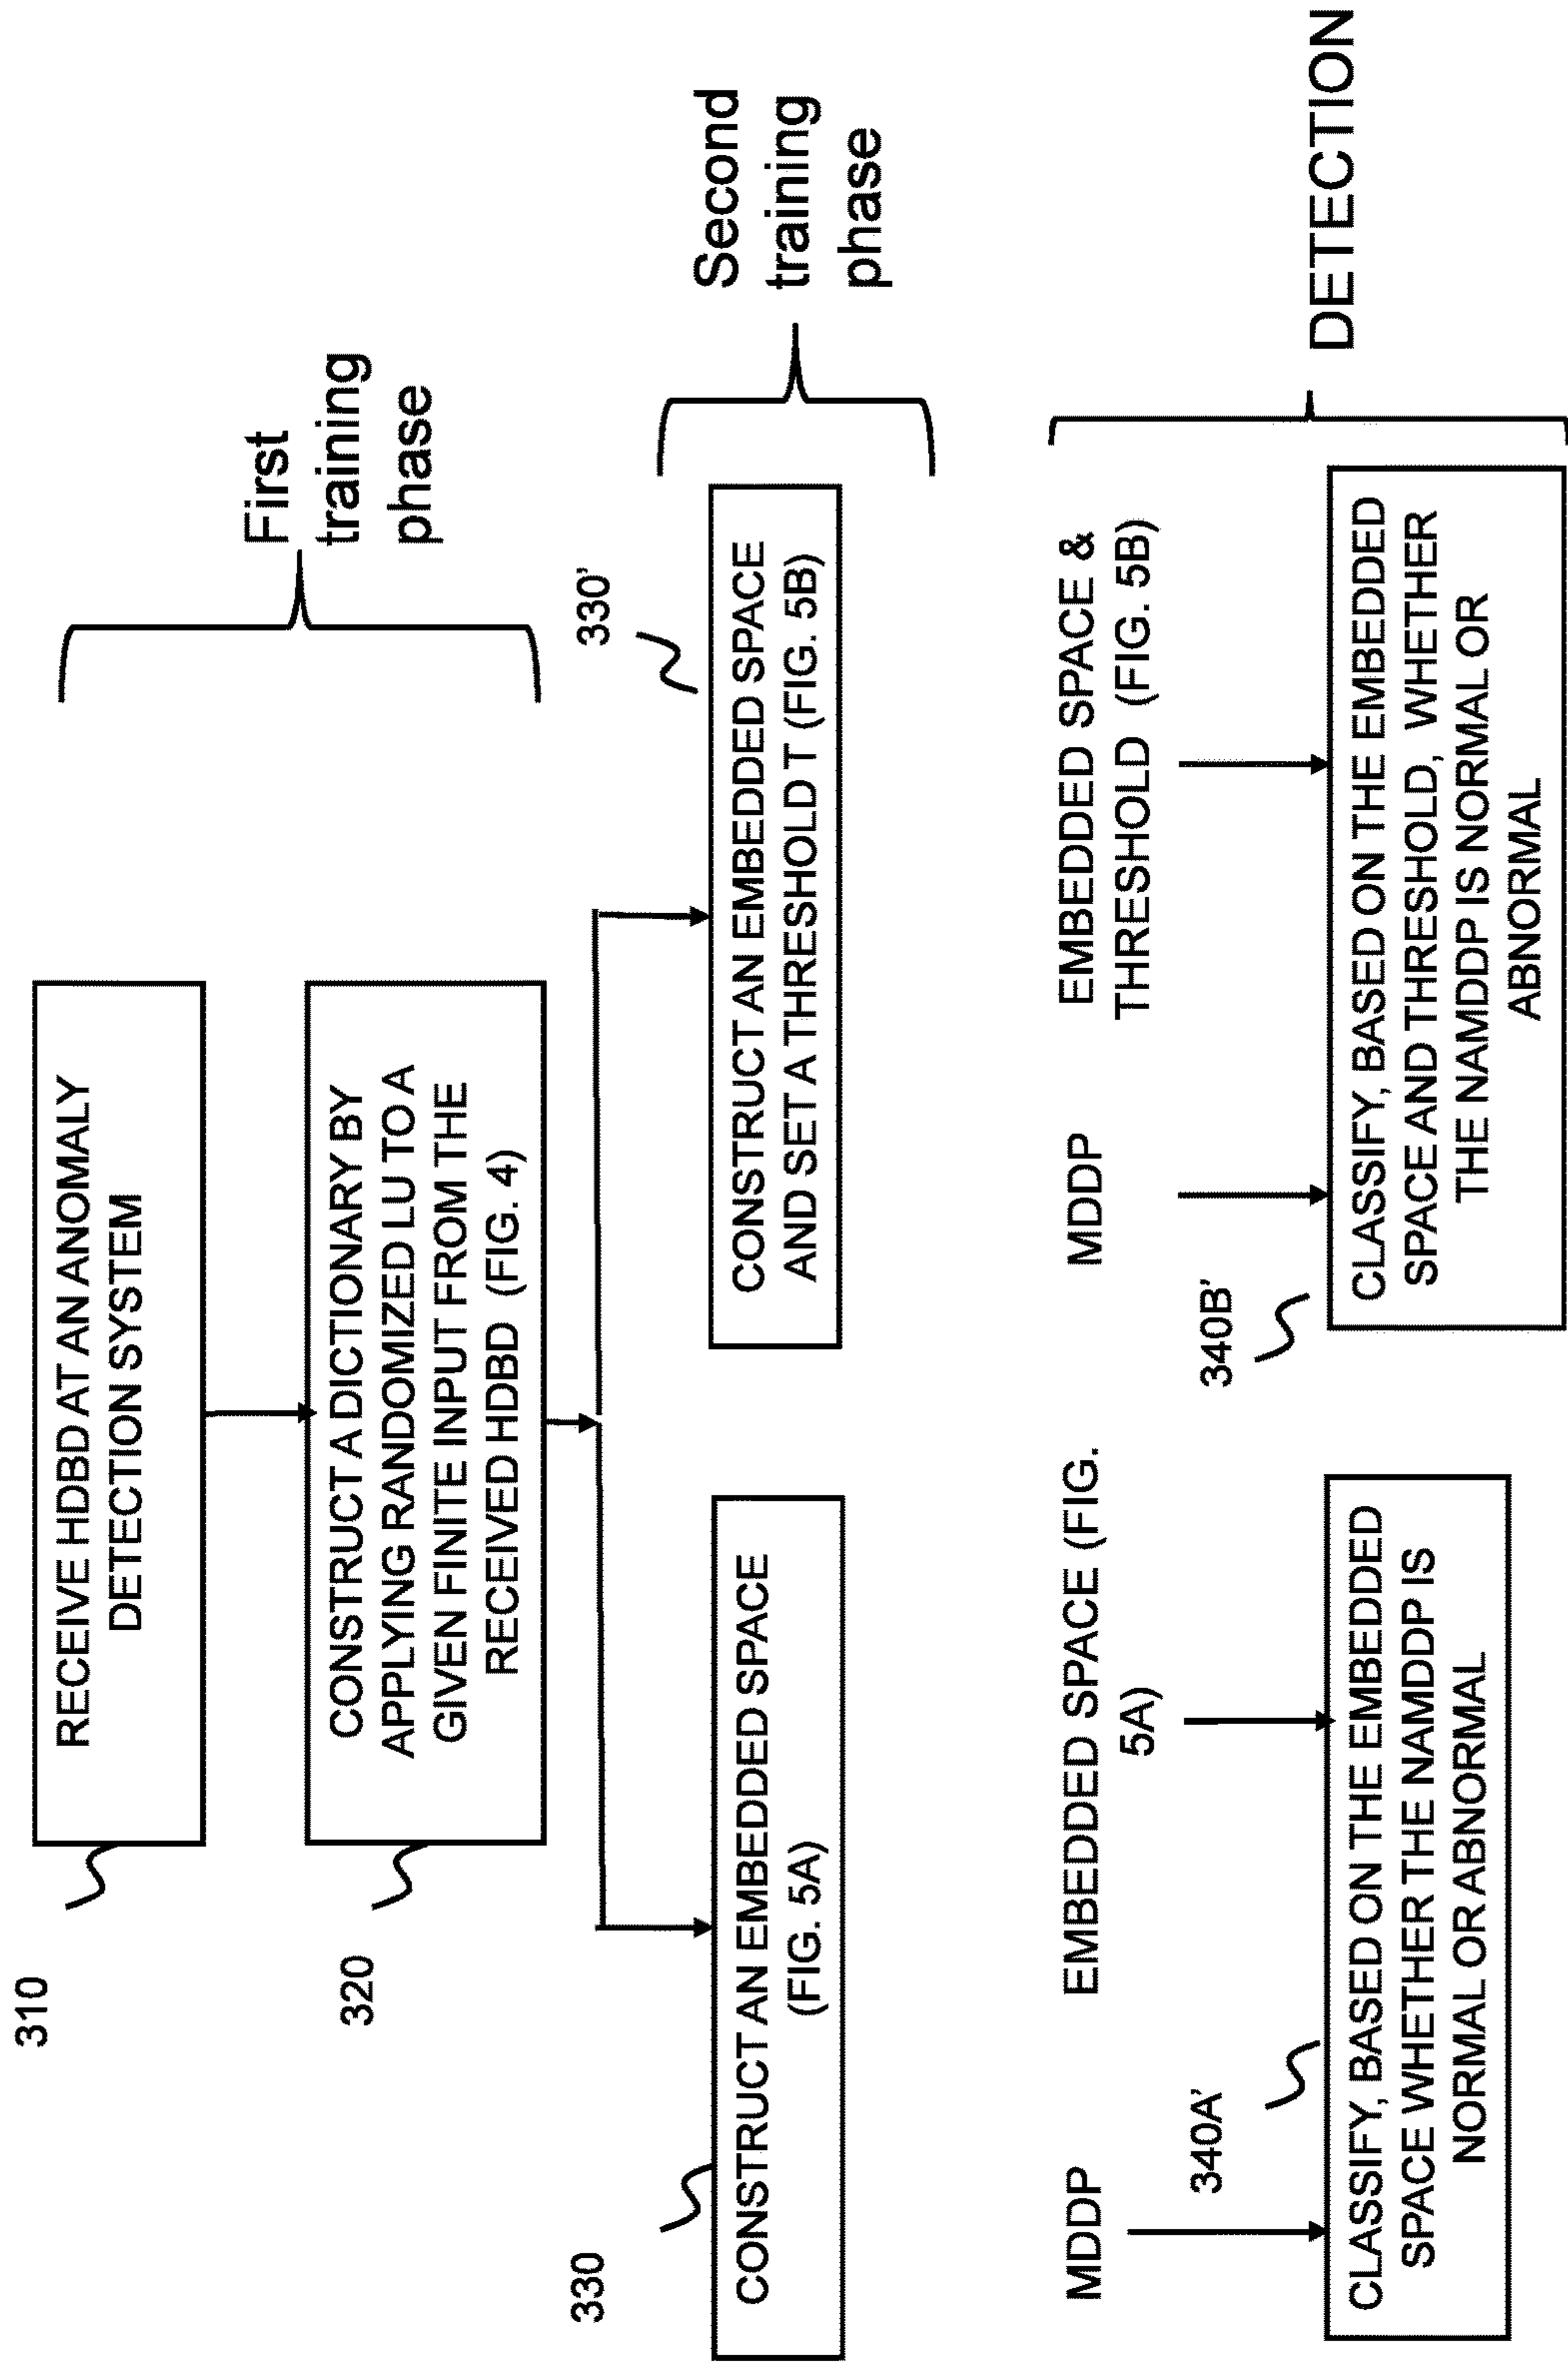 310
RECEIVE HDBD AT AN ANOMALY
DETECTION SYSTEM
First
training
phase
320
CONSTRUCT A DICTIONARY BY
APPLYING RANDOMIZED LU TO A
GIVEN FINITE INPUT FROM THE
RECEIVED HDBD (FIG. 4)
330
CONSTRUCT AN EMBEDDED SPACE
(FIG. 5A)
330'
CONSTRUCT AN EMBEDDED SPACE
AND SET A THRESHOLD T (FIG. 5B)
Second
training
phase
MDDP
EMBEDDED SPACE (FIG.
5A)
340A'
CLASSIFY, BASED ON THE EMBEDDED
SPACE WHETHER THE NAMDDP IS
NORMAL OR ABNORMAL
MDDP
EMBEDDED SPACE &
THRESHOLD (FIG. 5B)
340B'
CLASSIFY, BASED ON THE EMBEDDED
SPACE AND THRESHOLD, WHETHER
THE NAMDDP IS NORMAL OR
ABNORMAL
DETECTION